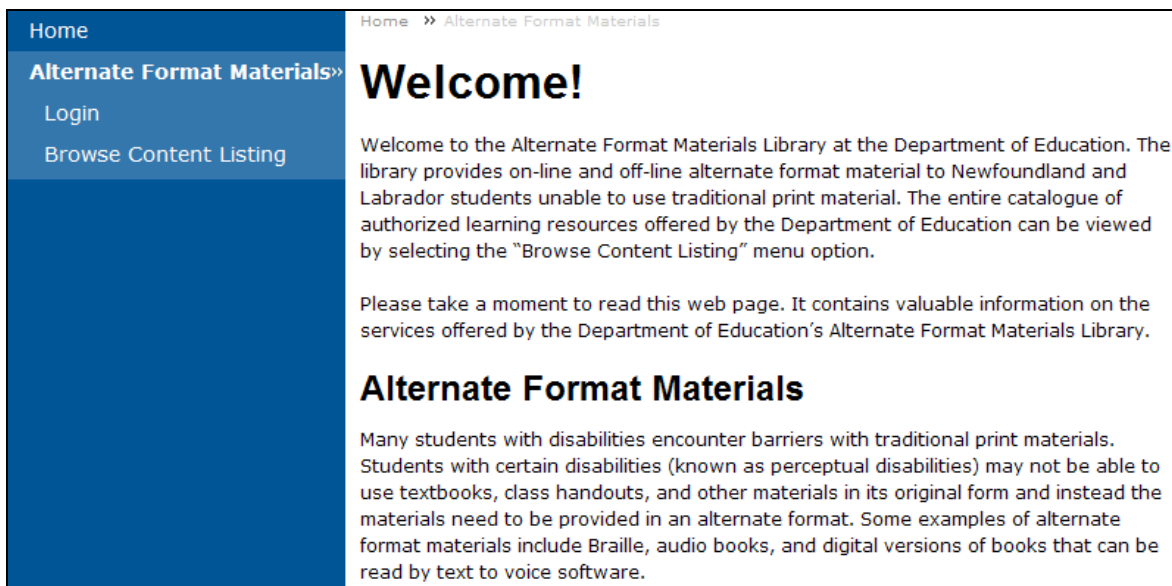 Home
Alternate Format Materials»
Login
Browse Content Listing
Home » Alternate Format Materials
Welcome!
Welcome to the Alternate Format Materials Library at the Department of Education. The
library provides on-line and off-line alternate format material to Newfoundland and
Labrador students unable to use traditional print material. The entire catalogue of
authorized learning resources offered by the Department of Education can be viewed
by selecting the “Browse Content Listing” menu option.
Please take a moment to read this web page. It contains valuable information on the
services offered by the Department of Education's Alternate Format Materials Library.
Alternate Format Materials
Many students with disabilities encounter barriers with traditional print materials.
Students with certain disabilities (known as perceptual disabilities) may not be able to
use textbooks, class handouts, and other materials in its original form and instead the
materials need to be provided in an alternate format. Some examples of alternate
format materials include Braille, audio books, and digital versions of books that can be
read by text to voice software.